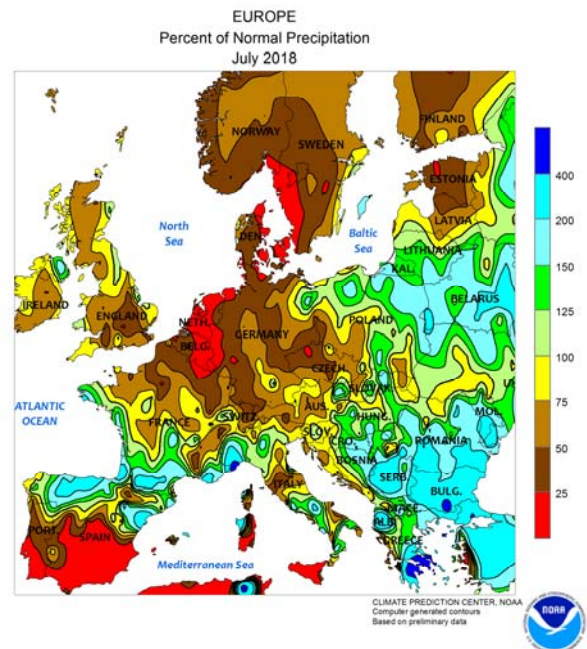 EUROPE
Percent of Normal Precipitation
July 2018
NORWAY
SWEDEN
FINLAND
ESTONIA
LATVIA
North
Sea
Baltic
Sea
DEN.
LITHUANIA
KAL.
IRELAND
ENGLAND
NETH.
BELG.
GERMANY
POLAND
BELARUS
CZECH.
SLOVAK.
ATLANTIC
OCEAN
FRANCE
SWITZ.
AUS.
HUNG.
MOL.
SLOV.
CRO.
BOSNIA
ROMANIA
SERB.
ITALY
BULG.
PORT.
SPAIN
ALB.
GREECE
Mediterranean Sea
400
200
150
125
100
75
50
25
CLIMATE PREDICTION CENTER, NOAA
Computer generated contours
Based on preliminary data
NOAA